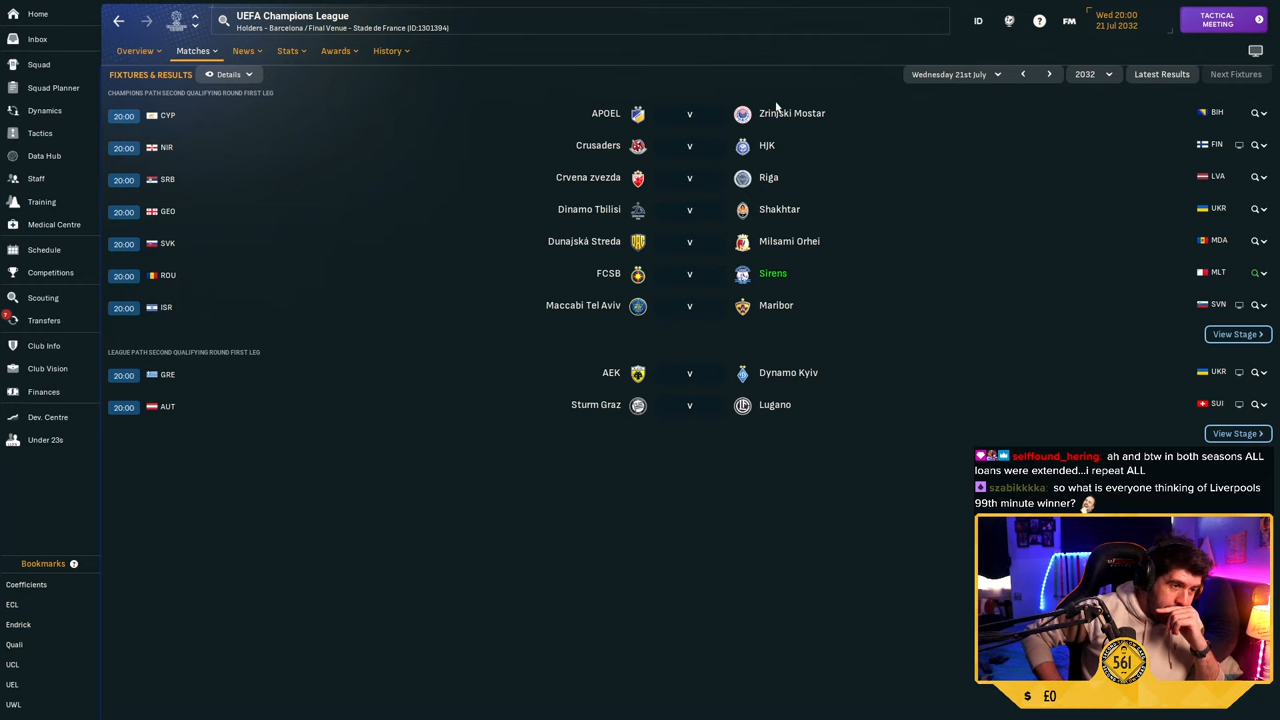 Home
Inbox
Squad
Squad Planner
Dynamics
Tactics
Data Hub
Staff
Training
Medical Centre
Schedule
Competitions
Scouting
7
Transfers
Club Info
Club Vision
Finances
Dev. Centre
Under 23s
Bookmarks ?
Coefficients
ECL
Endrick
Quali
UCL
UEL
UWL
UEFA Champions League
Holders - Barcelona / Final Venue - Stade de France (ID:1301394)
ID ? FM
Wed 20:00
21 Jul 2032
TACTICAL
MEETING
Overview Matches News Stats Awards History
FIXTURES & RESULTS Details Wednesday 21st July 2032 Latest Results Next Fixtures
CHAMPIONS PATH SECOND QUALIFYING ROUND FIRST LEG
20:00 CYP APOEL v Zrinjski Mostar BIH
20:00 NIR Crusaders v HJK FIN
20:00 SRB Crvena zvezda v Riga LVA
20:00 GEO Dinamo Tbilisi v Shakhtar UKR
20:00 SVK Dunajská Streda v Milsami Orhei MDA
20:00 ROU FCSB v Sirens MLT
20:00 ISR Maccabi Tel Aviv v Maribor SVN
View Stage >
LEAGUE PATH SECOND QUALIFYING ROUND FIRST LEG
20:00 GRE AEK v Dynamo Kyiv UKR
20:00 AUT Sturm Graz v Lugano SUI
View Stage >
selffound_hering: ah and btw in both seasons ALL
loans were extended...i repeat ALL
szabikkkka: so what is everyone thinking of Liverpools
99th minute winner?
561
$ £0